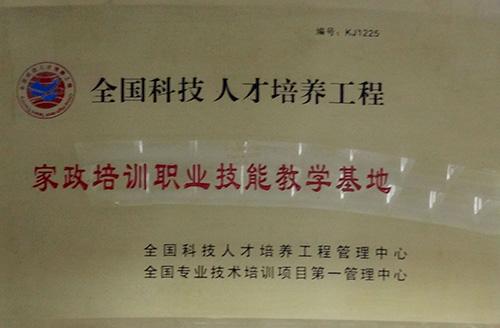 编号：KJ1225
全国科技人才培养工程
家政培训职业技能教学基地
全国科技人才培养工程管理中心
全国专业技术培训项目第一管理中心